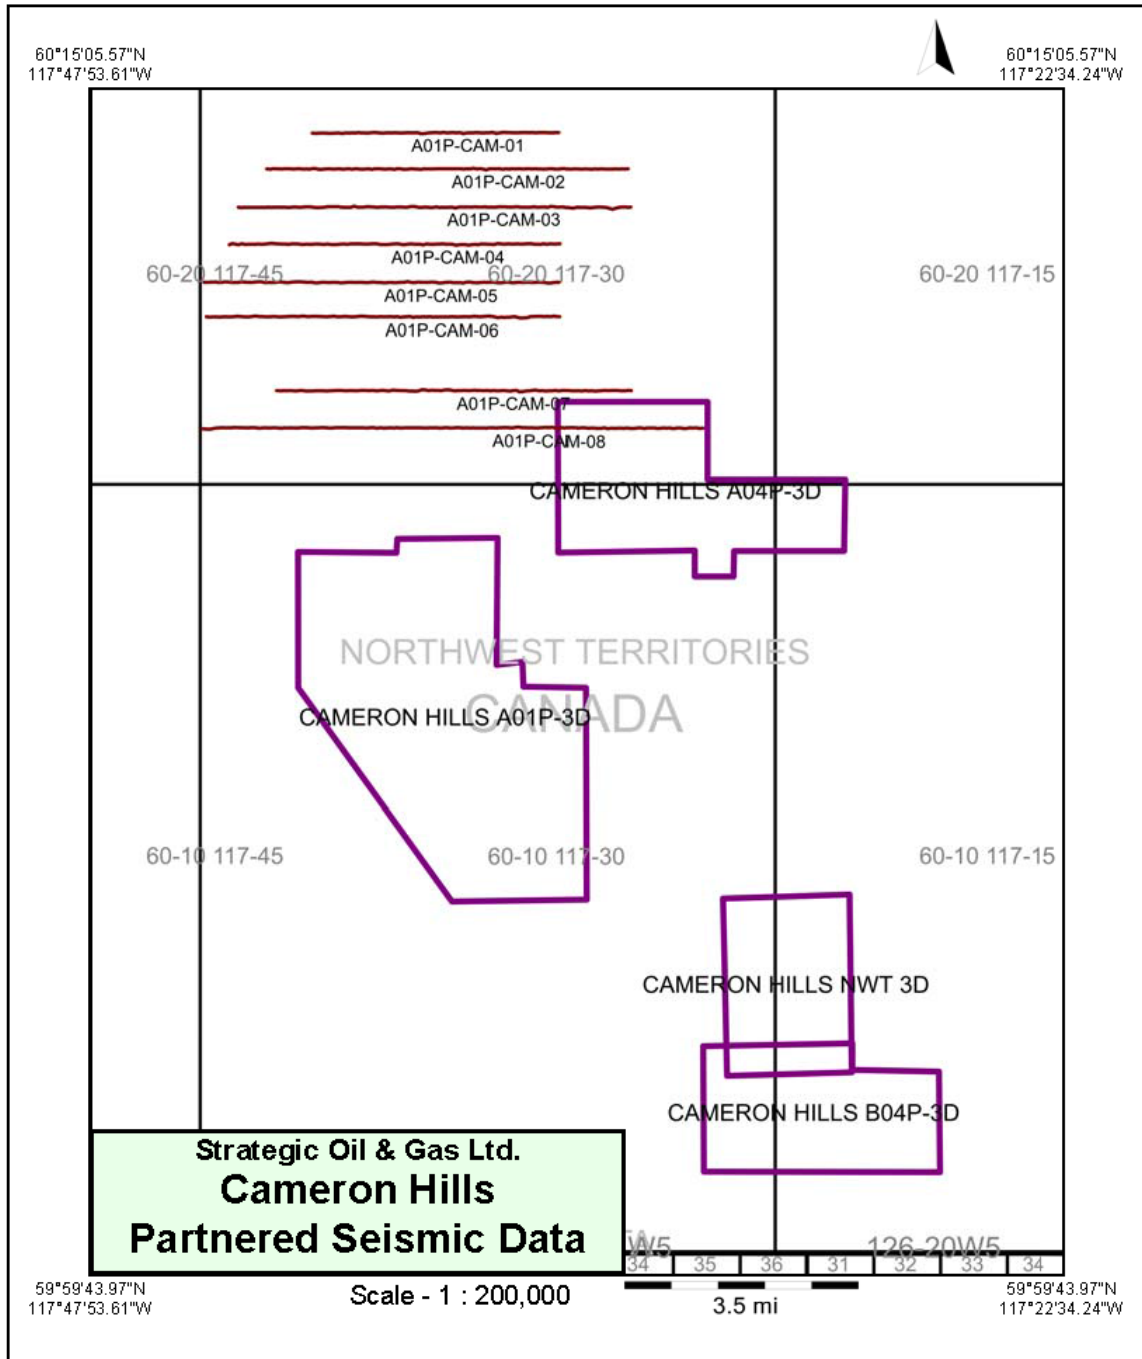 60°15'05.57"N
117°47'53.61"W
60°15'05.57"N
117°22'34.24"W
A01P-CAM-01
A01P-CAM-02
A01P-CAM-03
A01P-CAM-04
60-20 117-45
60-20 117-30
60-20 117-15
A01P-CAM-05
A01P-CAM-06
A01P-CAM-07
A01P-CAM-08
CAMERON HILLS A04P-3D
NORTHWEST TERRITORIES
CANADA
CAMERON HILLS A01P-3D
60-10 117-45
60-10 117-30
60-10 117-15
CAMERON HILLS NWT 3D
CAMERON HILLS B04P-3D
Strategic Oil & Gas Ltd.
Cameron Hills
Partnered Seismic Data
126-20W5
34 35 36 31 32 33 34
59°59'43.97"N
117°47'53.61"W
Scale - 1 : 200,000
3.5 mi
59°59'43.97"N
117°22'34.24"W